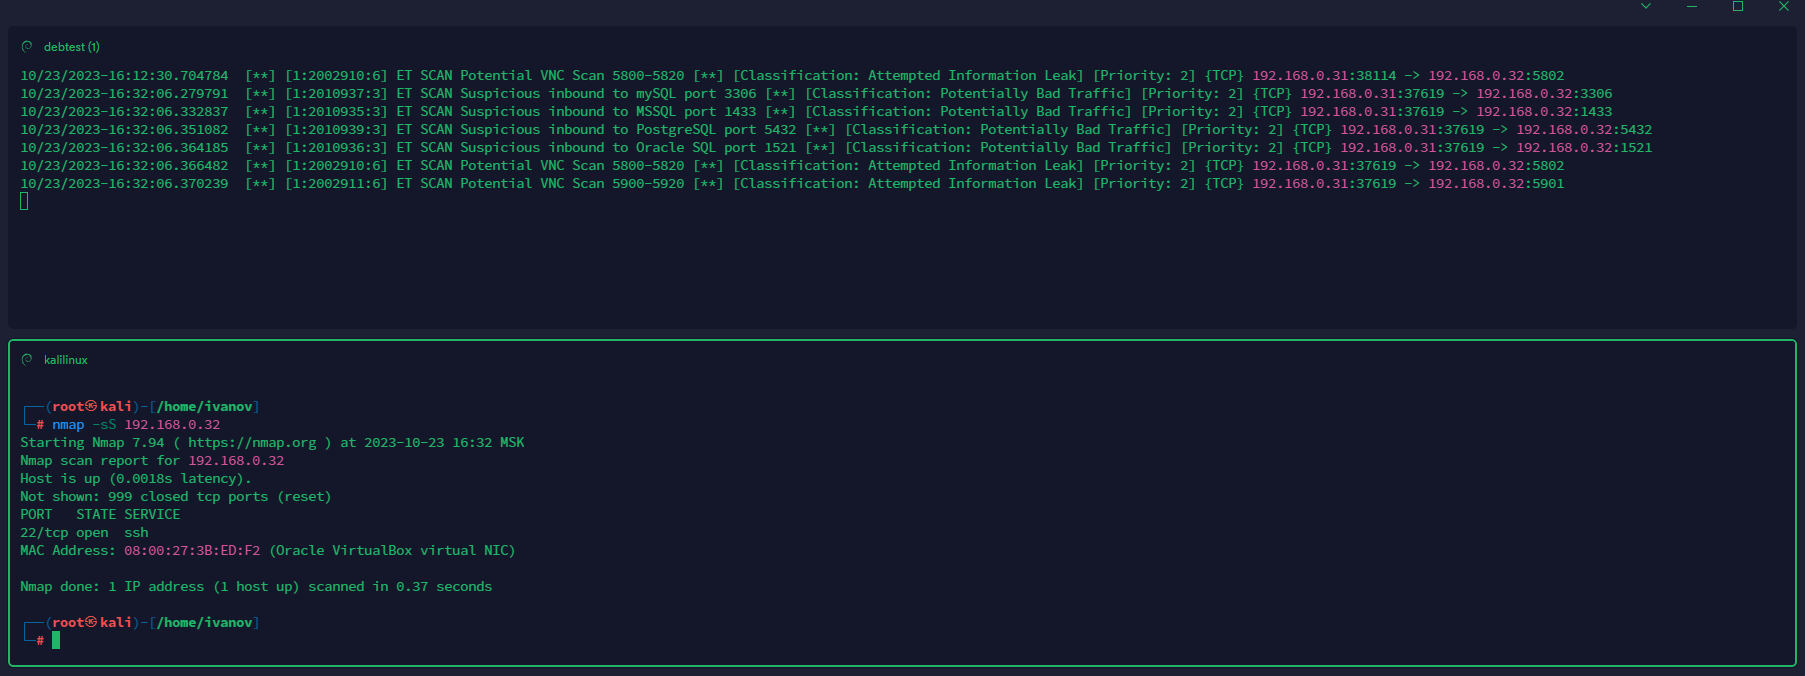 debtest (1)
10/23/2023-16:12:30.704784  [**] [1:2002910:6] ET SCAN Potential VNC Scan 5800-5820 [**] [Classification: Attempted Information Leak] [Priority: 2] {TCP} 192.168.0.31:38114 -> 192.168.0.32:5802
10/23/2023-16:32:06.279791  [**] [1:2010937:3] ET SCAN Suspicious inbound to mySQL port 3306 [**] [Classification: Potentially Bad Traffic] [Priority: 2] {TCP} 192.168.0.31:37619 -> 192.168.0.32:3306
10/23/2023-16:32:06.332837  [**] [1:2010935:3] ET SCAN Suspicious inbound to MSSQL port 1433 [**] [Classification: Potentially Bad Traffic] [Priority: 2] {TCP} 192.168.0.31:37619 -> 192.168.0.32:1433
10/23/2023-16:32:06.351082  [**] [1:2010939:3] ET SCAN Suspicious inbound to PostgreSQL port 5432 [**] [Classification: Potentially Bad Traffic] [Priority: 2] {TCP} 192.168.0.31:37619 -> 192.168.0.32:5432
10/23/2023-16:32:06.364185  [**] [1:2010936:3] ET SCAN Suspicious inbound to Oracle SQL port 1521 [**] [Classification: Potentially Bad Traffic] [Priority: 2] {TCP} 192.168.0.31:37619 -> 192.168.0.32:1521
10/23/2023-16:32:06.366482  [**] [1:2002910:6] ET SCAN Potential VNC Scan 5800-5820 [**] [Classification: Attempted Information Leak] [Priority: 2] {TCP} 192.168.0.31:37619 -> 192.168.0.32:5802
10/23/2023-16:32:06.370239  [**] [1:2002911:6] ET SCAN Potential VNC Scan 5900-5920 [**] [Classification: Attempted Information Leak] [Priority: 2] {TCP} 192.168.0.31:37619 -> 192.168.0.32:5901
kalilinux
┌──(root㉿kali)-[/home/ivanov]
└─# nmap -sS 192.168.0.32
Starting Nmap 7.94 ( https://nmap.org ) at 2023-10-23 16:32 MSK
Nmap scan report for 192.168.0.32
Host is up (0.0018s latency).
Not shown: 999 closed tcp ports (reset)
PORT   STATE SERVICE
22/tcp open  ssh
MAC Address: 08:00:27:3B:ED:F2 (Oracle VirtualBox virtual NIC)
Nmap done: 1 IP address (1 host up) scanned in 0.37 seconds
┌──(root㉿kali)-[/home/ivanov]
└─#